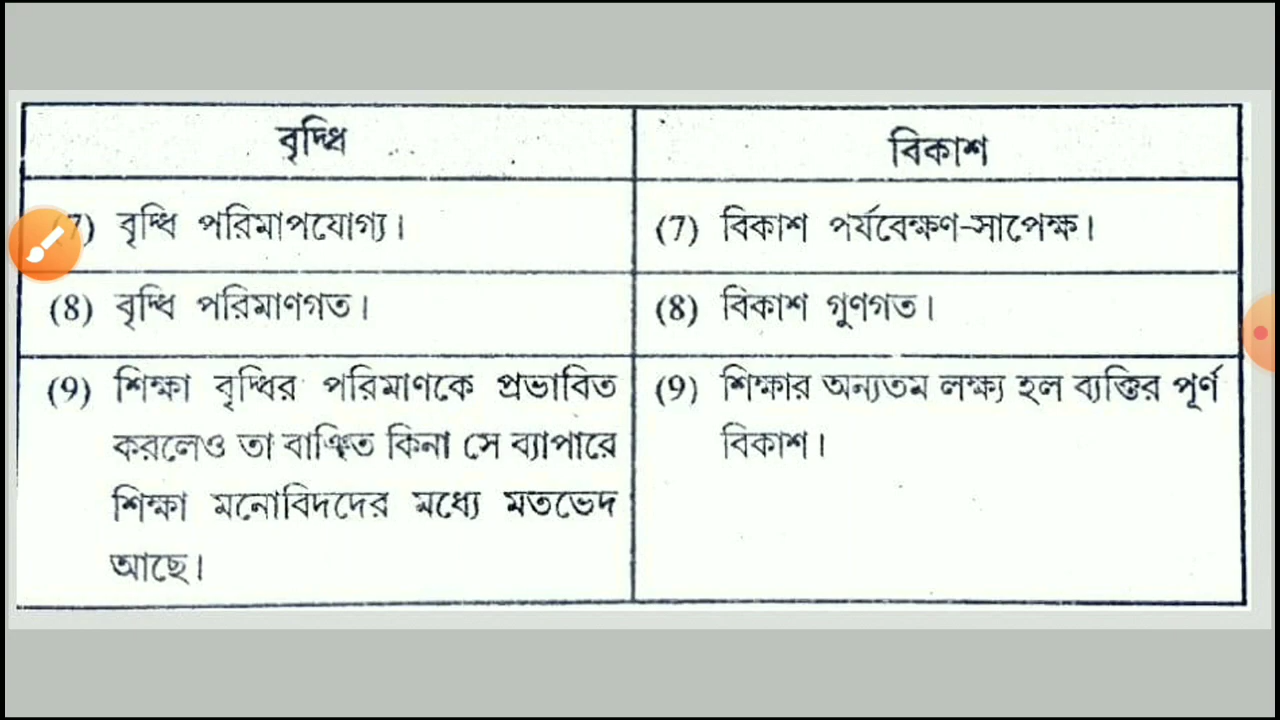 বৃদ্ধি
বিকাশ
(7) বৃদ্ধি পরিমাপযোগ্য।
(7) বিকাশ পর্যবেক্ষণ-সাপেক্ষ।
(8) বৃদ্ধি পরিমাণগত।
(8) বিকাশ গুণগত।
(9) শিক্ষা বৃদ্ধির পরিমাণকে প্রভাবিত
করলেও তা বাঞ্ছিত কিনা সে ব্যাপারে
শিক্ষা মনোবিদদের মধ্যে মতভেদ
আছে।
(9) শিক্ষার অন্যতম লক্ষ্য হল ব্যক্তির পূর্ণ
বিকাশ।